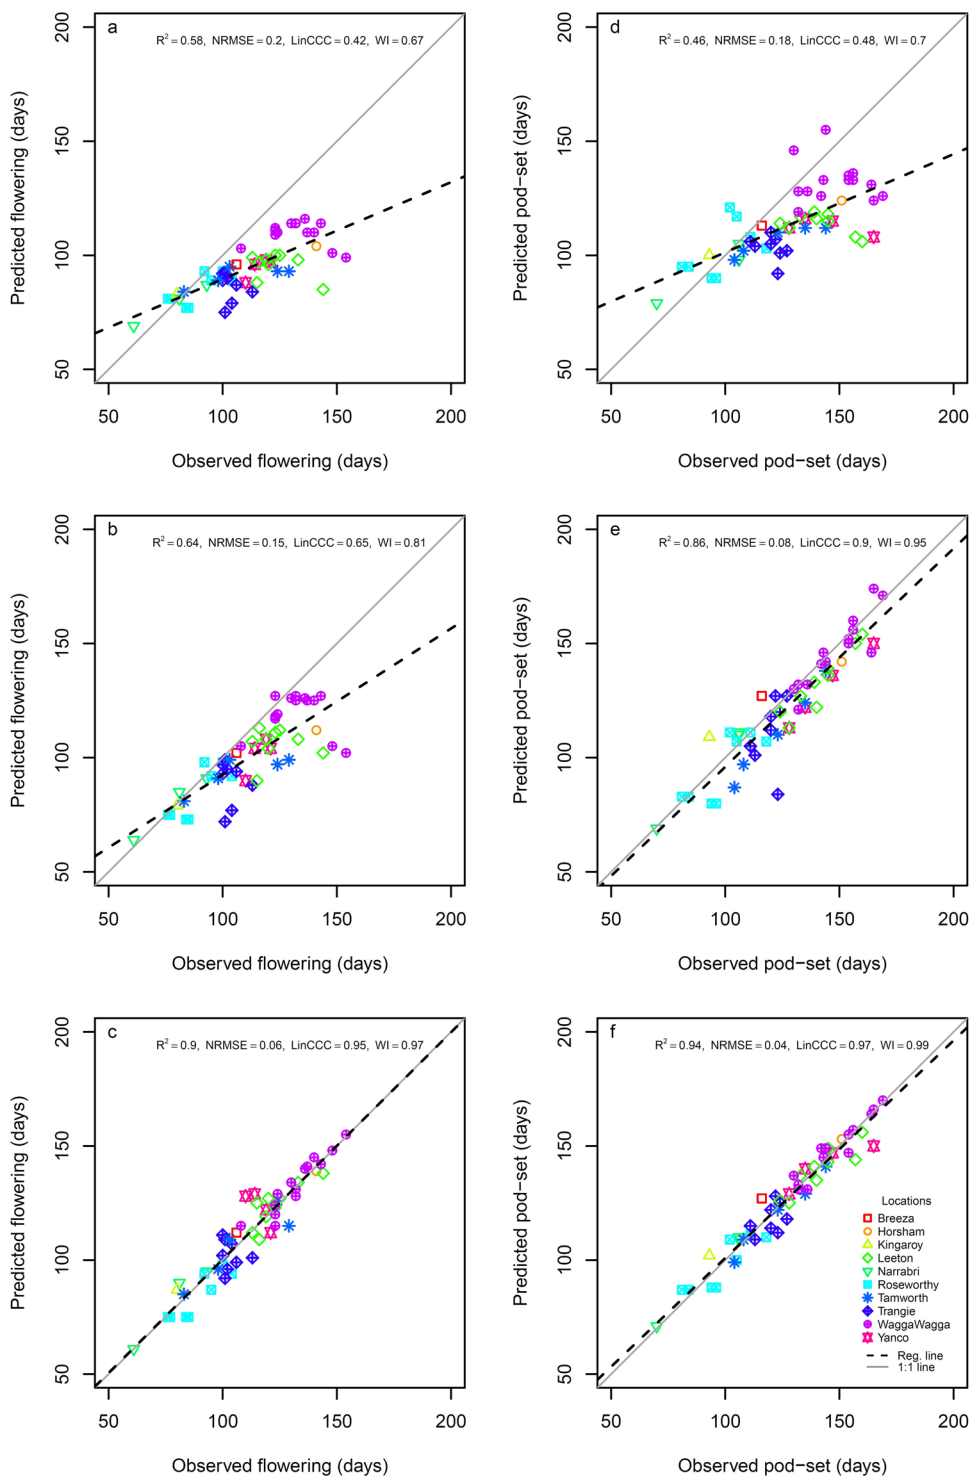 a
R² = 0.58, NRMSE = 0.2, LinCCC = 0.42, WI = 0.67
Predicted flowering (days)
200
150
100
50
50 100 150 200
Observed flowering (days)
d
R² = 0.46, NRMSE = 0.18, LinCCC = 0.48, WI = 0.7
Predicted pod−set (days)
200
150
100
50
50 100 150 200
Observed pod−set (days)
b
R² = 0.64, NRMSE = 0.15, LinCCC = 0.65, WI = 0.81
Predicted flowering (days)
200
150
100
50
50 100 150 200
Observed flowering (days)
e
R² = 0.86, NRMSE = 0.08, LinCCC = 0.9, WI = 0.95
Predicted pod−set (days)
200
150
100
50
50 100 150 200
Observed pod−set (days)
c
R² = 0.9, NRMSE = 0.06, LinCCC = 0.95, WI = 0.97
Predicted flowering (days)
200
150
100
50
50 100 150 200
Observed flowering (days)
f
R² = 0.94, NRMSE = 0.04, LinCCC = 0.97, WI = 0.99
Predicted pod−set (days)
200
150
100
50
50 100 150 200
Observed pod−set (days)
Locations
Breeza
Horsham
Kingaroy
Leeton
Narrabri
Roseworthy
Tamworth
Trangie
WaggaWagga
Yanco
Reg. line
1:1 line